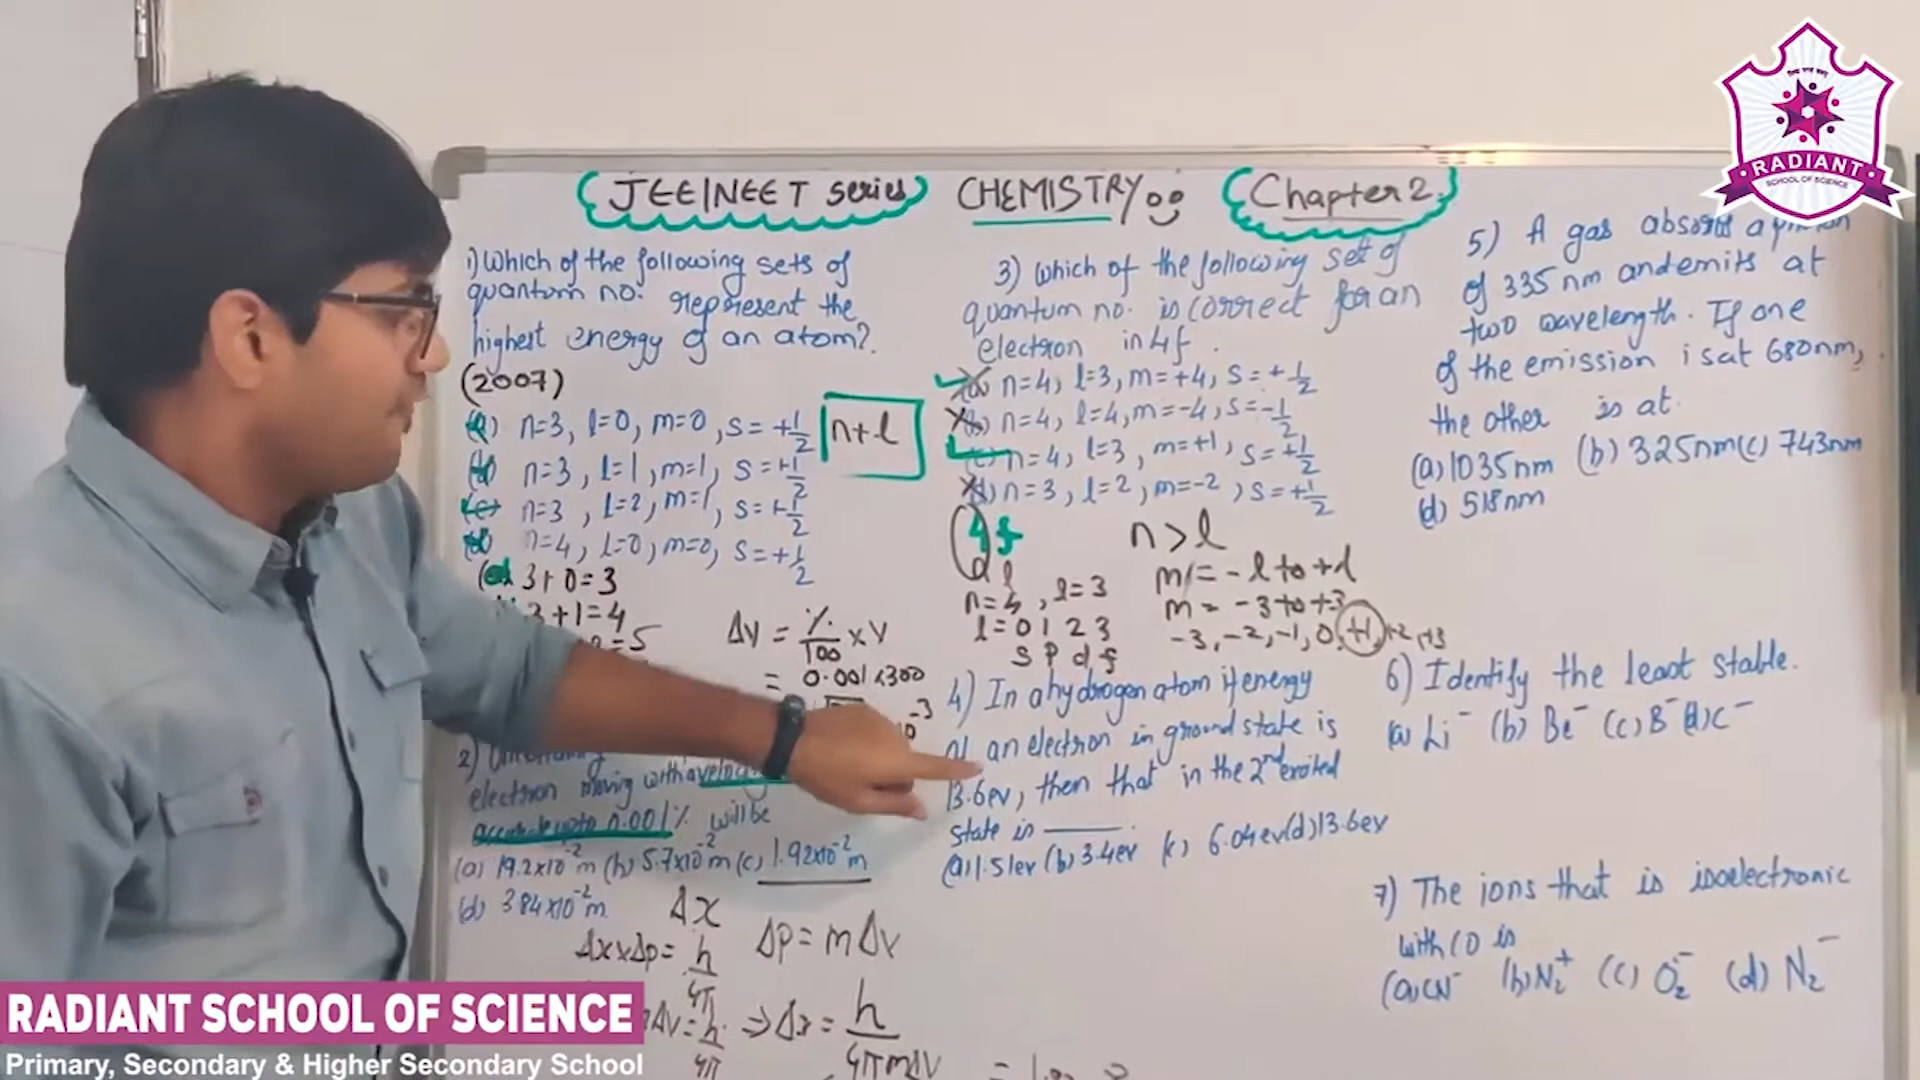 JEE/NEET series CHEMISTRY Chapter 2
RADIANT
SCHOOL OF SCIENCE
1) Which of the following sets of
quantum no. represent the
highest energy of an atom?
(2007)
(a) n=3, l=0, m=0, s=+1/2
(b) n=3, l=1, m=1, s=+1/2
(c) n=3, l=2, m=1, s=+1/2
(d) n=4, l=0, m=0, s=+1/2
n+l
(a) 3+0=3
3+1=4
=5
ΔV = %/100 x V
= 0.001x300
2)
electron moving with a
accurate upto 0.001% will be
(a) 19.2x10^-2 m (b) 5.7x10^-2 m (c) 1.92x10^-2 m
(d) 3.84x10^-2 m
Δx
Δx x Δp = h/4π
Δp = mΔV
ΔV = h/4π ⇒ Δx = h/4πmΔV
3) Which of the following set of
quantum no. is correct for an
electron in 4f.
(a) n=4, l=3, m=+4, s=+1/2
(b) n=4, l=4, m=-4, s=-1/2
(c) n=4, l=3, m=+1, s=+1/2
(d) n=3, l=2, m=-2, s=+1/2
4f
n=4, l=3
l=0 1 2 3
s p d f
n>l
m = -l to +l
m = -3 to +3
-3, -2, -1, 0, +1, +2, +3
4) In a hydrogen atom if energy
of an electron in ground state is
13.6ev, then that in the 2nd excited
state is
(a) 1.51ev (b) 3.4ev (c) 6.04ev (d) 13.6ev
5) A gas absorbs a
of 335 nm and emits at
two wavelength. If one
of the emission is at 680nm,
the other is at.
(a) 1035nm (b) 325nm (c) 743nm
(d) 518nm
6) Identify the least stable.
(a) Li⁻ (b) Be⁻ (c) B⁻ (d) C⁻
7) The ions that is isoelectronic
with CO is
(a) CN⁻ (b) N₂⁺ (c) O₂⁻ (d) N₂⁻
RADIANT SCHOOL OF SCIENCE
Primary, Secondary & Higher Secondary School